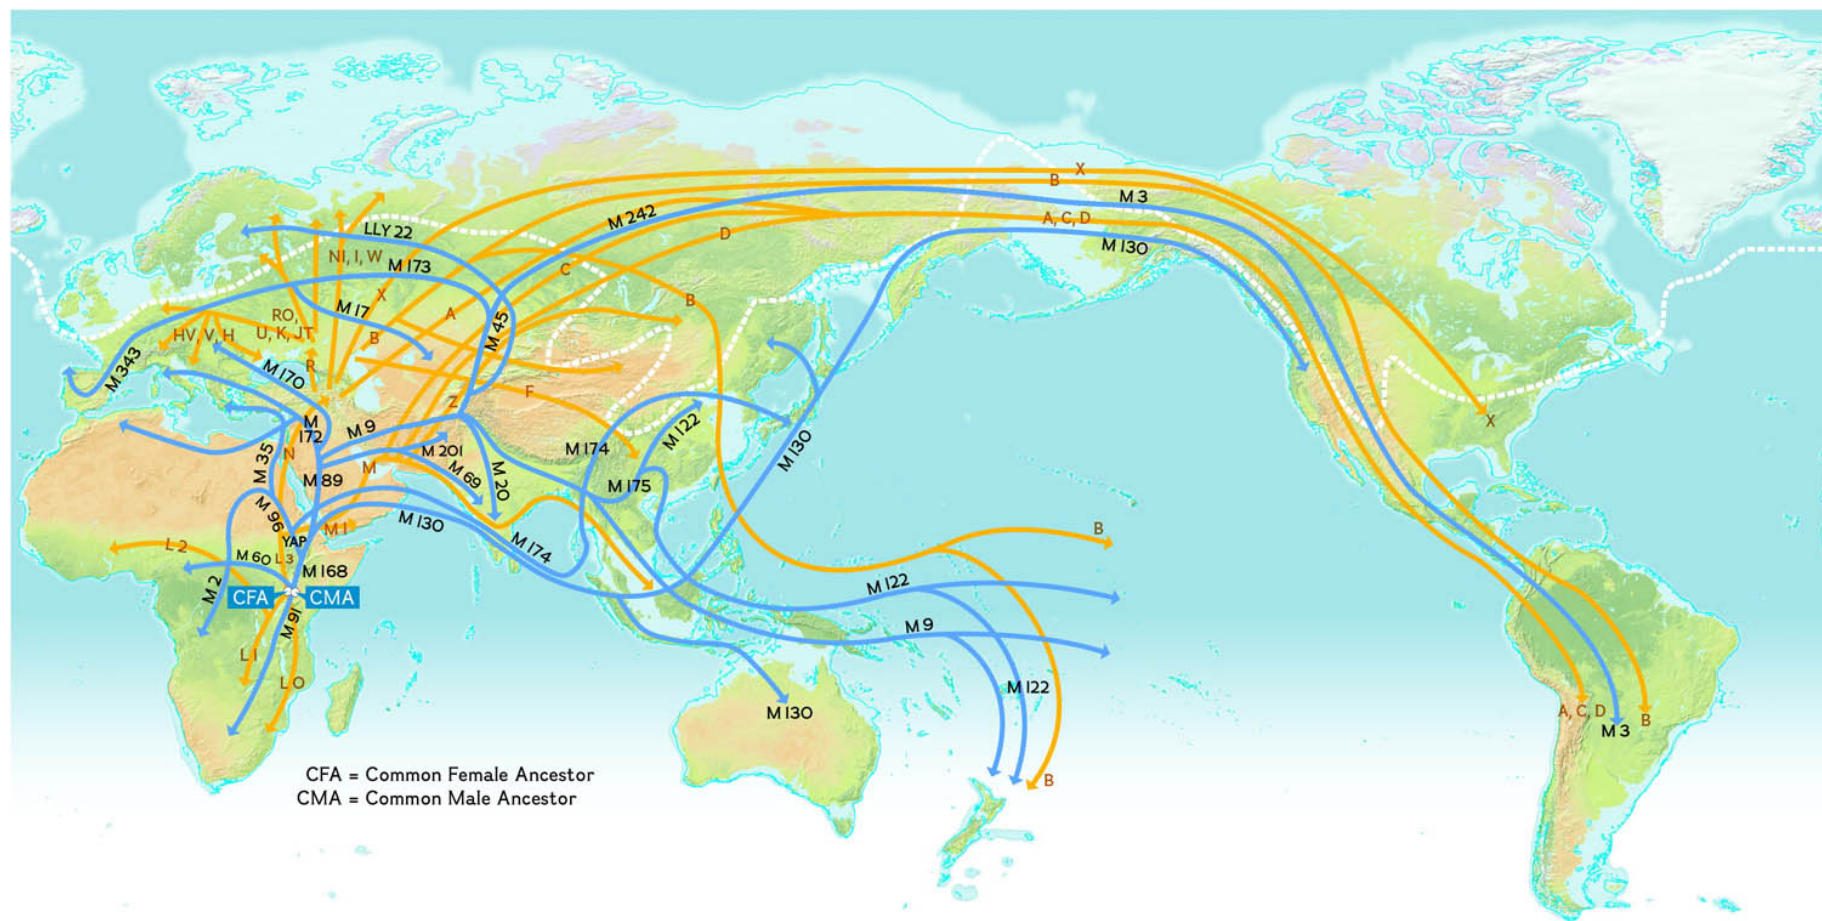 X
B
M 3
M 242
A, C, D
LLY 22
D
M 130
NI, I, W
M 173
C
X
B
M 17
A
RO,
U, K, JT
HV, V, H
B
M 45
M 343
R
M 170
F
Z
X
M
172
M 9
M 122
N
M 201
M 174
M 130
M 35
M
M 69
M 20
M 89
M 175
M 96
M 130
M 1
B
YAP
M 174
L 2
M 60
L 3
M 168
M 2
CFA
CMA
M 122
M 91
M 9
L 1
L O
M 122
M 130
A, C, D
B
M 3
CFA = Common Female Ancestor
B
CMA = Common Male Ancestor